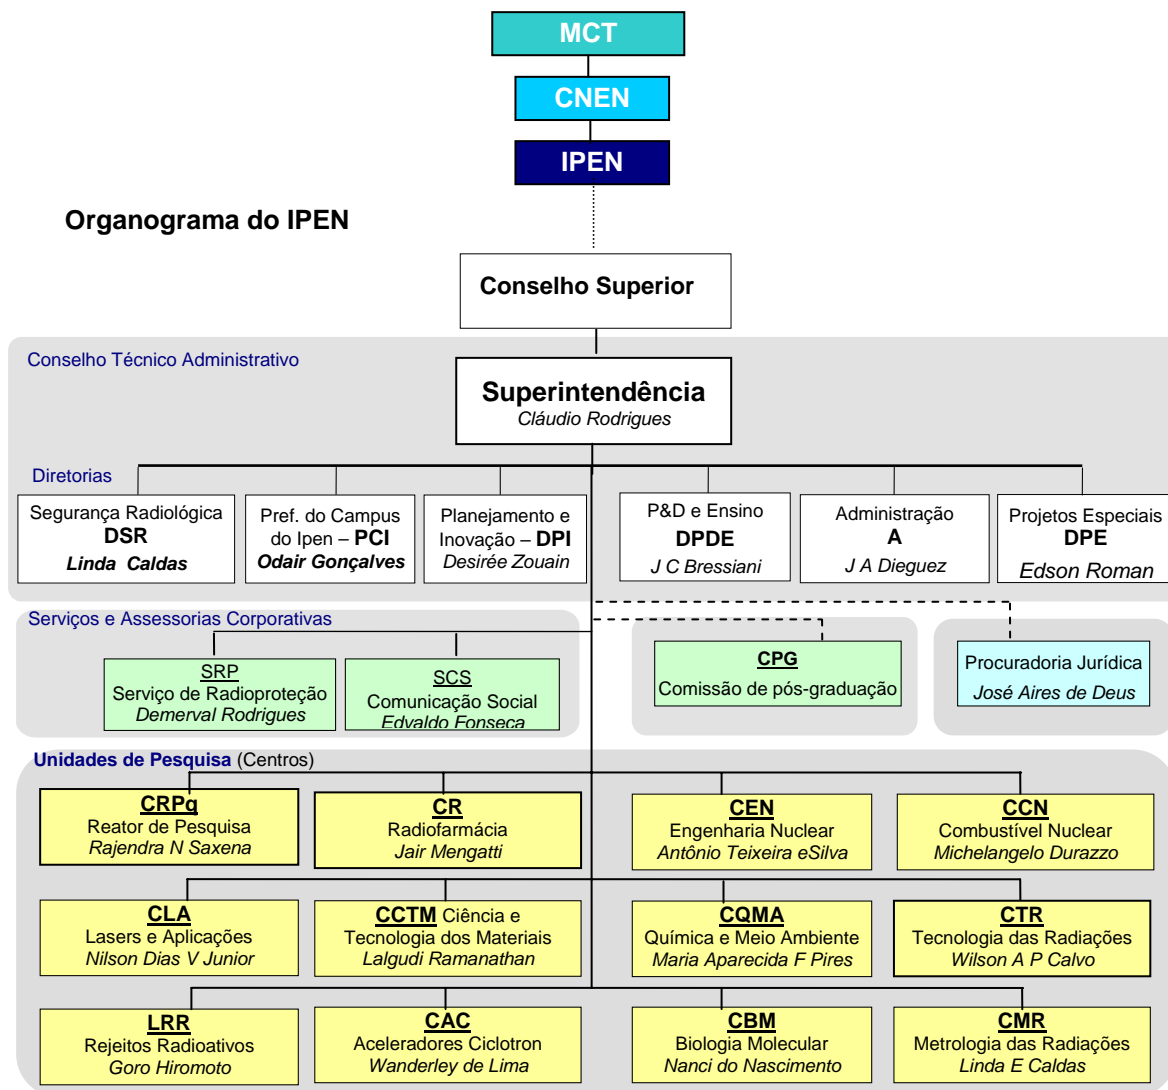 MCT
CNEN
IPEN
Organograma do IPEN
Conselho Superior
Conselho Técnico Administrativo
Superintendência
Cláudio Rodrigues
Diretorias
Segurança Radiológica
DSR
Linda Caldas
Pref. do Campus
do Ipen – PCI
Odair Gonçalves
Planejamento e
Inovação – DPI
Desirée Zouain
P&D e Ensino
DPDE
J C Bressiani
Administração
A
J A Dieguez
Projetos Especiais
DPE
Edson Roman
Serviços e Assessorias Corporativas
SRP
Serviço de Radioproteção
Demerval Rodrigues
SCS
Comunicação Social
Edvaldo Fonseca
CPG
Comissão de pós-graduação
Procuradoria Jurídica
José Aires de Deus
Unidades de Pesquisa (Centros)
CRPq
Reator de Pesquisa
Rajendra N Saxena
CR
Radiofarmácia
Jair Mengatti
CEN
Engenharia Nuclear
Antônio Teixeira eSilva
CCN
Combustível Nuclear
Michelangelo Durazzo
CLA
Lasers e Aplicações
Nilson Dias V Junior
CCTM Ciência e
Tecnologia dos Materiais
Lalgudi Ramanathan
CQMA
Química e Meio Ambiente
Maria Aparecida F Pires
CTR
Tecnologia das Radiações
Wilson A P Calvo
LRR
Rejeitos Radioativos
Goro Hiromoto
CAC
Aceleradores Ciclotron
Wanderley de Lima
CBM
Biologia Molecular
Nanci do Nascimento
CMR
Metrologia das Radiações
Linda E Caldas